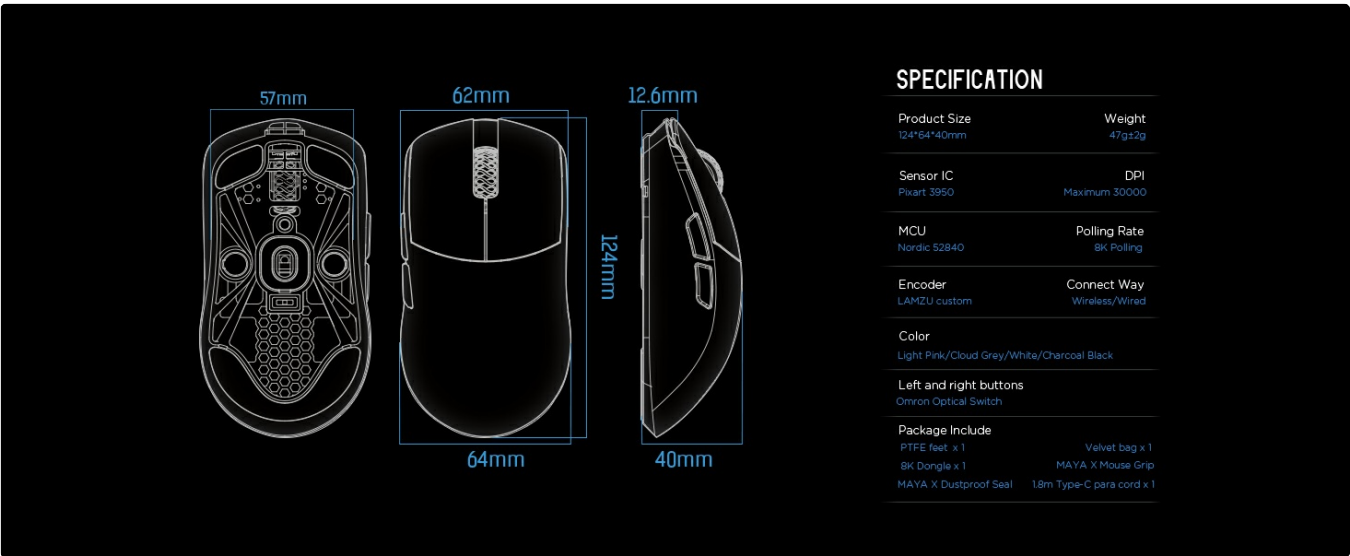 57mm
62mm
12.6mm
124mm
64mm
40mm
SPECIFICATION
Product Size Weight
124*64*40mm 47g±2g
Sensor IC DPI
Pixart 3950 Maximum 30000
MCU Polling Rate
Nordic 52840 8K Polling
Encoder Connect Way
LAMZU custom Wireless/Wired
Color
Light Pink/Cloud Grey/White/Charcoal Black
Left and right buttons
Omron Optical Switch
Package Include
PTFE feet x 1 Velvet bag x 1
8K Dongle x 1 MAYA X Mouse Grip
MAYA X Dustproof Seal 1.8m Type-C para cord x 1